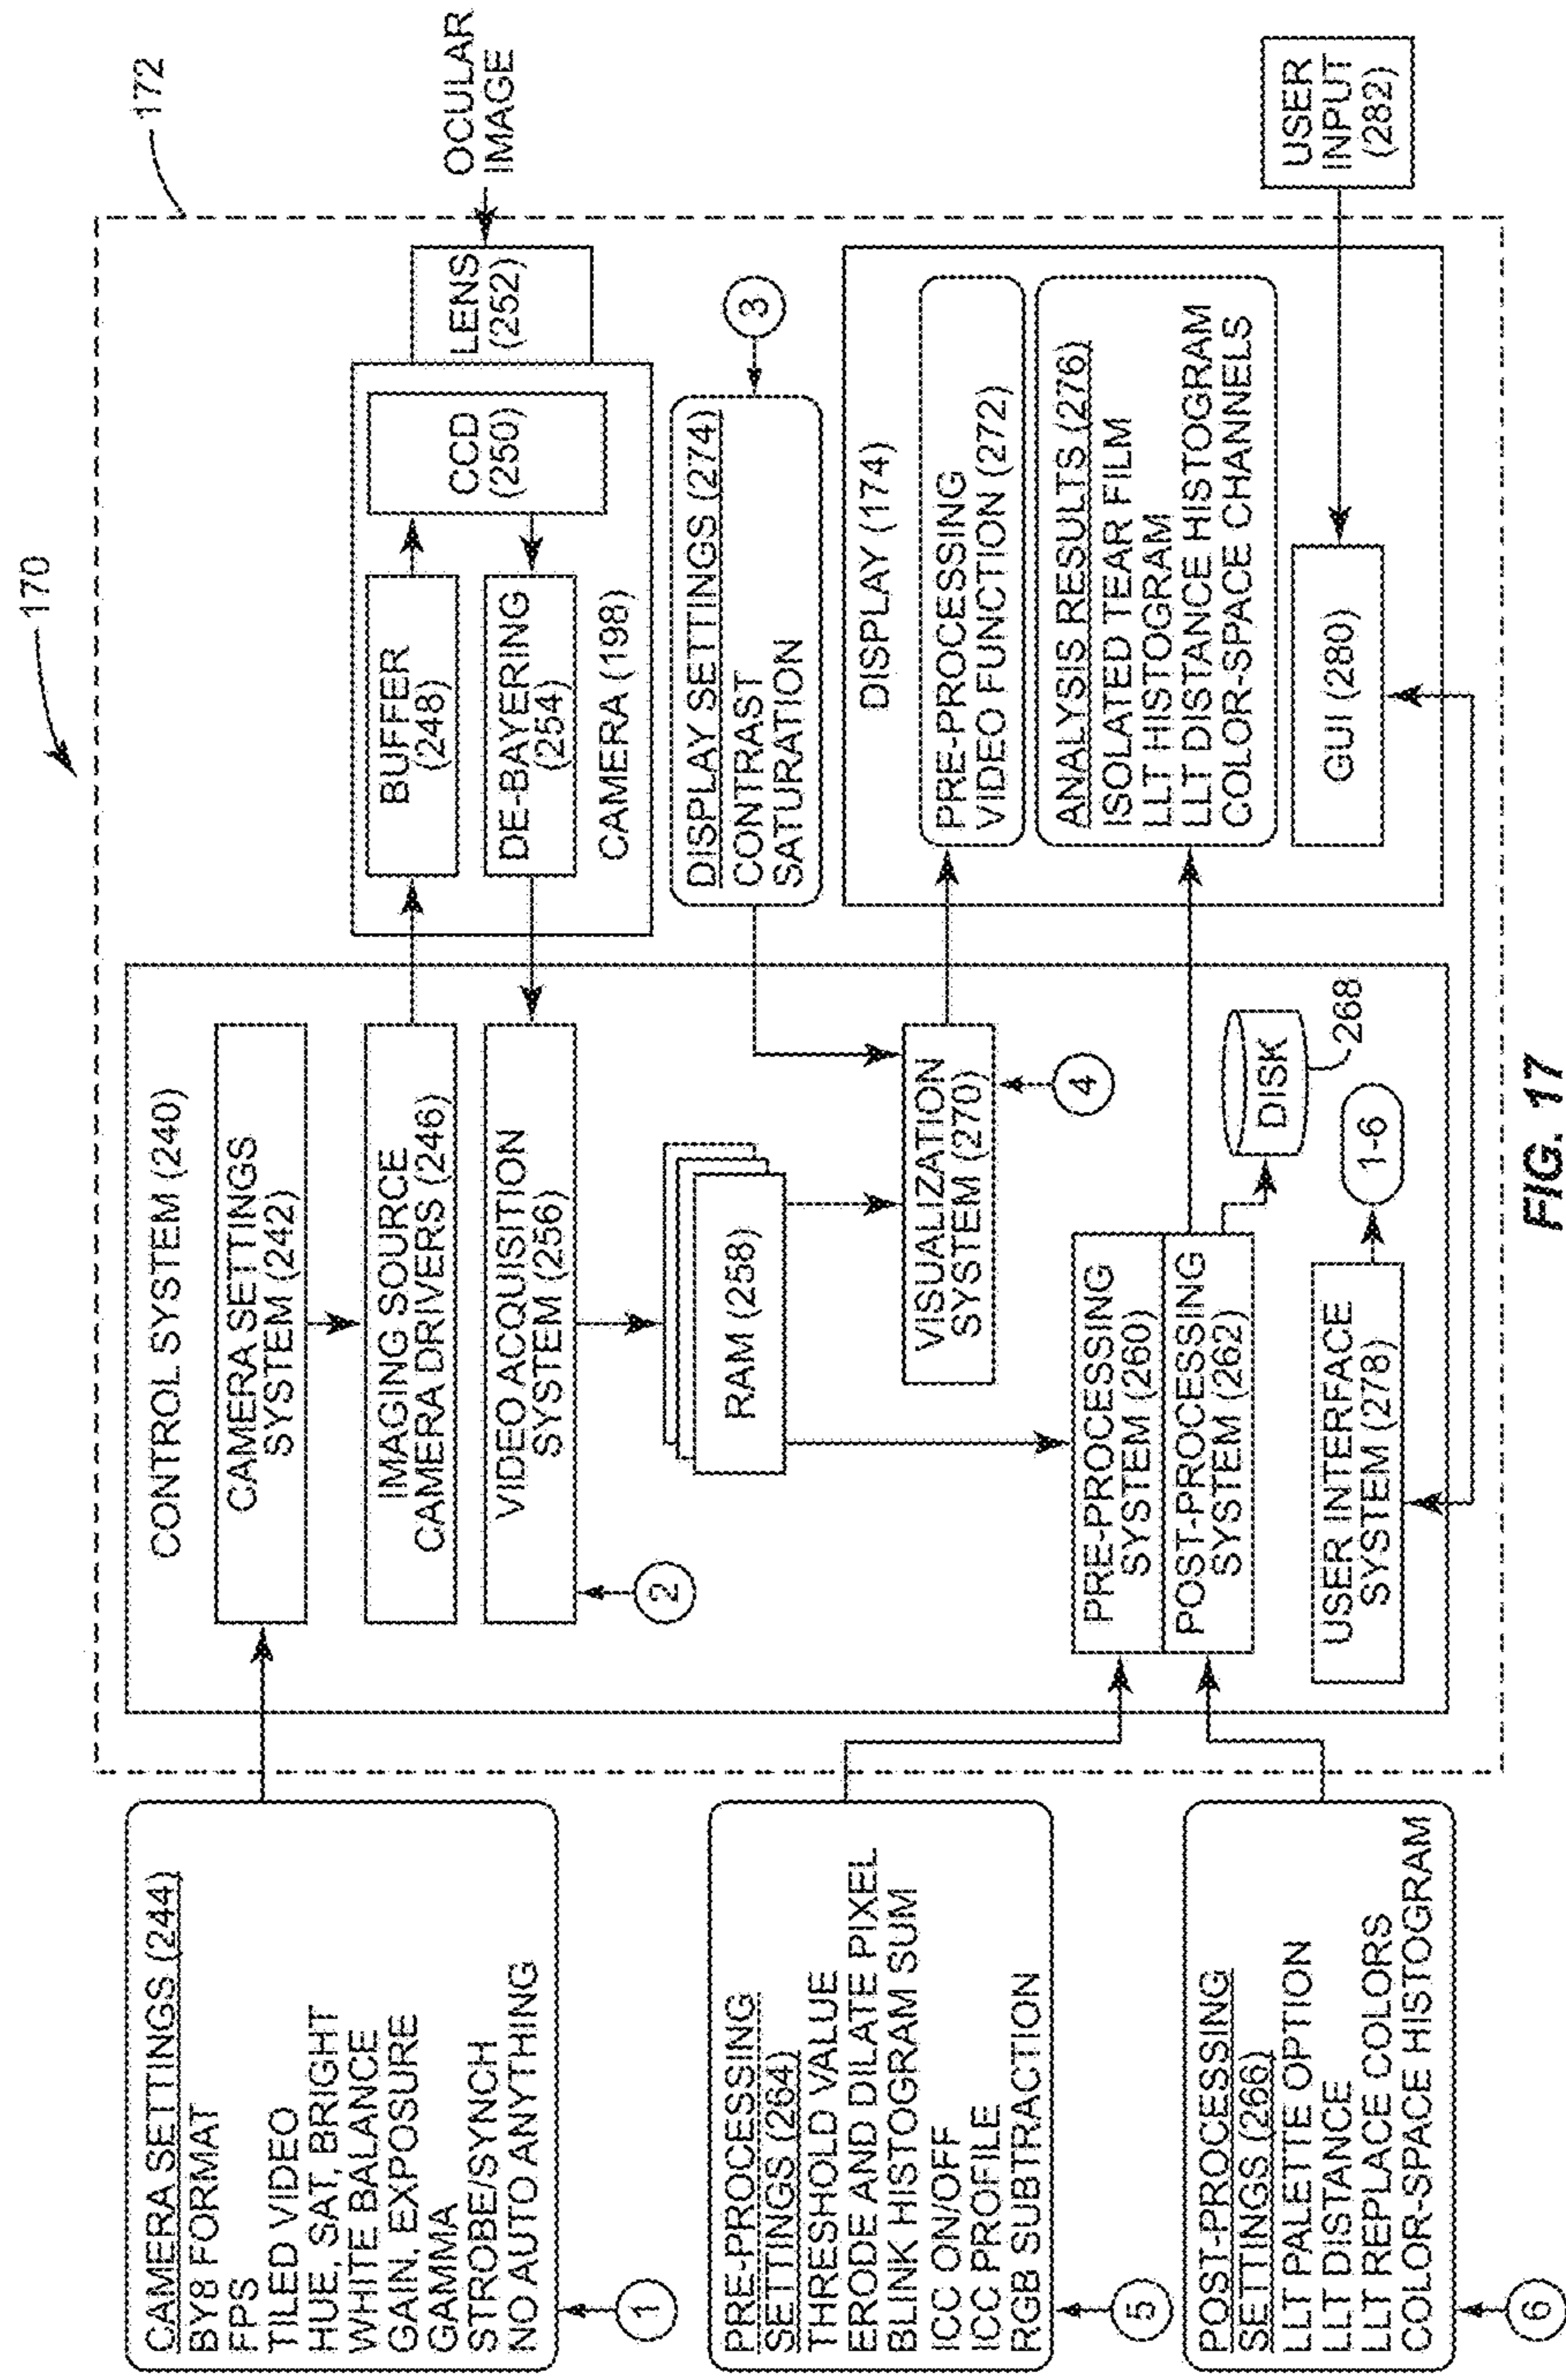 170
172
CAMERA SETTINGS (244)
BY8 FORMAT
FPS
TILED VIDEO
HUE, SAT, BRIGHT
WHITE BALANCE
GAIN, EXPOSURE
GAMMA
STROBE/SYNCH
NO AUTO ANYTHING
1
PRE-PROCESSING
SETTINGS (264)
THRESHOLD VALUE
ERODE AND DILATE PIXEL
BLINK HISTOGRAM SUM
ICC ON/OFF
ICC PROFILE
RGB SUBTRACTION
5
POST-PROCESSING
SETTINGS (266)
LLT PALETTE OPTION
LLT DISTANCE
LLT REPLACE COLORS
COLOR-SPACE HISTOGRAM
6
CONTROL SYSTEM (240)
CAMERA SETTINGS
SYSTEM (242)
IMAGING SOURCE
CAMERA DRIVERS (246)
VIDEO ACQUISITION
SYSTEM (256)
2
RAM (258)
VISUALIZATION
SYSTEM (270)
4
PRE-PROCESSING
SYSTEM (260)
POST-PROCESSING
SYSTEM (262)
DISK
268
USER INTERFACE
SYSTEM (278)
1-6
BUFFER
(248)
CCD
(250)
DE-BAYERING
(254)
CAMERA (198)
LENS
(252)
OCULAR
IMAGE
DISPLAY SETTINGS (274)
CONTRAST
SATURATION
3
DISPLAY (174)
PRE-PROCESSING
VIDEO FUNCTION (272)
ANALYSIS RESULTS (276)
ISOLATED TEAR FILM
LLT HISTOGRAM
LLT DISTANCE HISTOGRAM
COLOR-SPACE CHANNELS
GUI (280)
USER
INPUT
(282)
FIG. 17